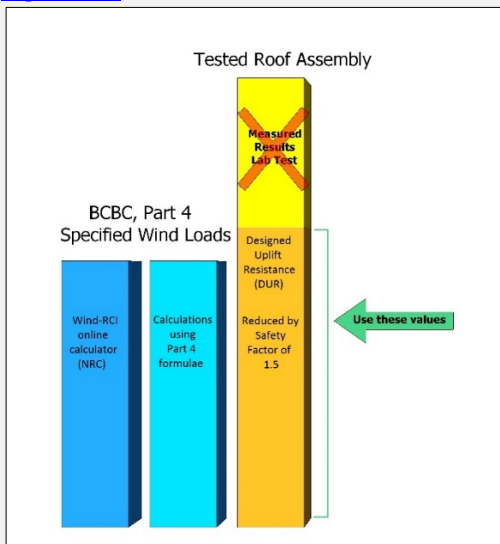 Tested Roof Assembly
Measured
Results
Lab Test
BCBC, Part 4
Specified Wind Loads
Wind-RCI
online
calculator
(NRC)
Calculations
using
Part 4
formulae
Designed
Uplift
Resistance
(DUR)
Reduced by
Safety
Factor of
1.5
Use these values